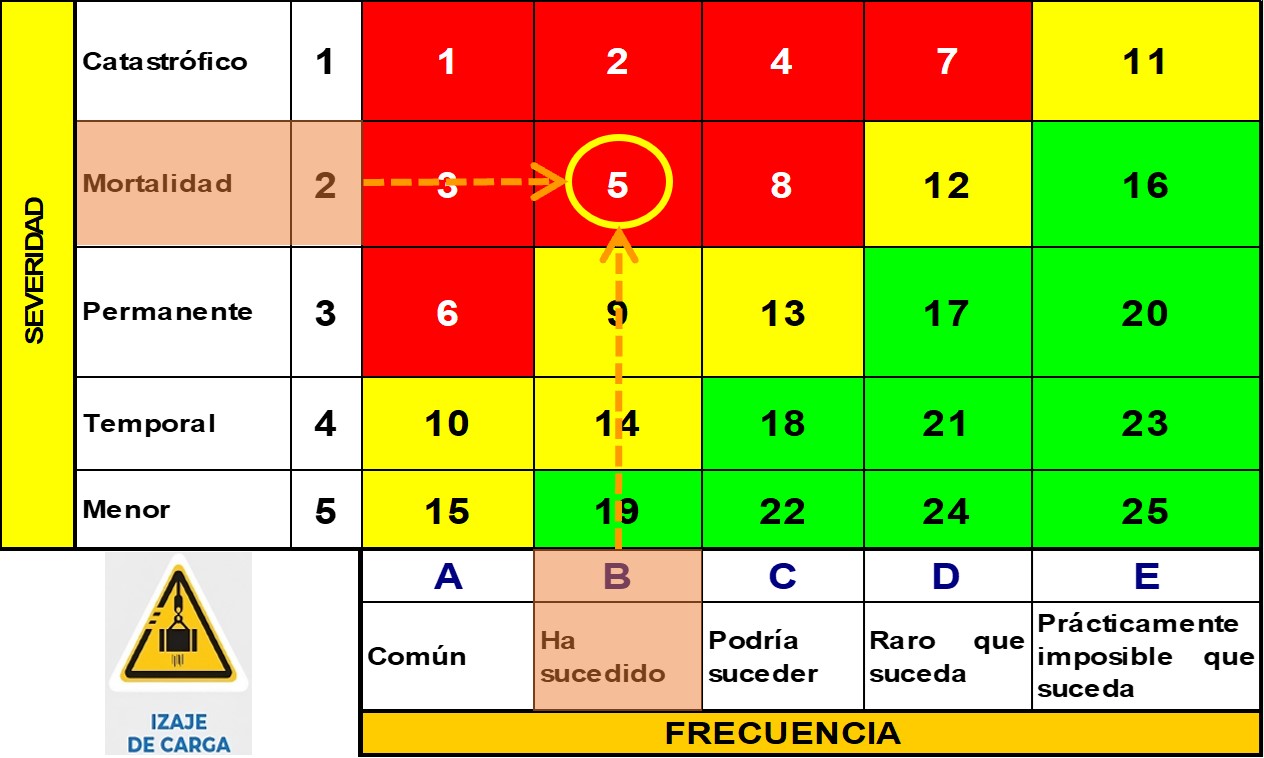 SEVERIDAD
Catastrófico 1 1 2 4 7 11
Mortalidad 2 3 5 8 12 16
Permanente 3 6 9 13 17 20
Temporal 4 10 14 18 21 23
Menor 5 15 19 22 24 25
A B C D E
Común
Ha
sucedido
Podría
suceder
Raro que
suceda
Prácticamente
imposible que
suceda
FRECUENCIA
IZAJE
DE CARGA